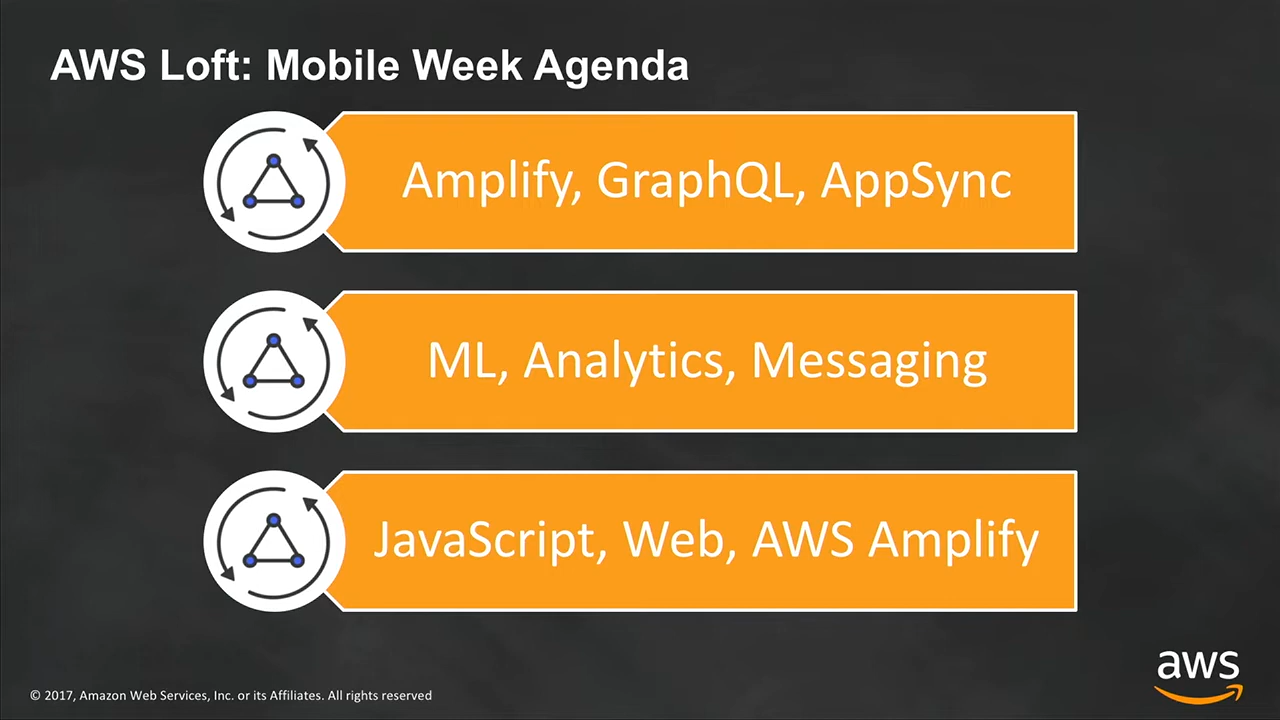 AWS Loft: Mobile Week Agenda
Amplify, GraphQL, AppSync
ML, Analytics, Messaging
JavaScript, Web, AWS Amplify
© 2017, Amazon Web Services, Inc. or its Affiliates. All rights reserved
aws